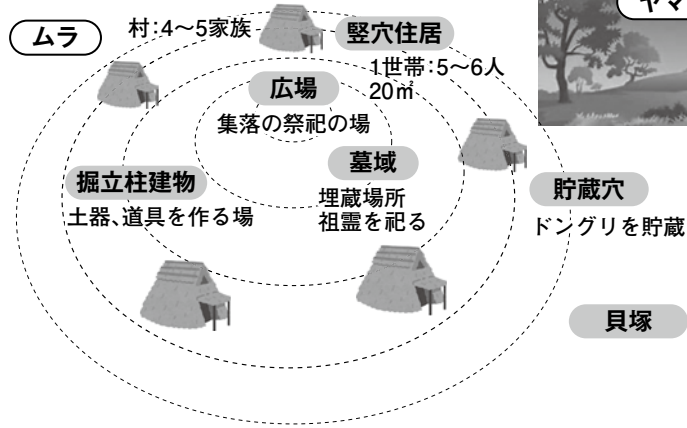 ムラ
村:4〜5家族
竪穴住居
1世帯:5〜6人
20㎡
広場
集落の祭祀の場
墓域
埋蔵場所
祖霊を祀る
掘立柱建物
土器、道具を作る場
貯蔵穴
ドングリを貯蔵
貝塚